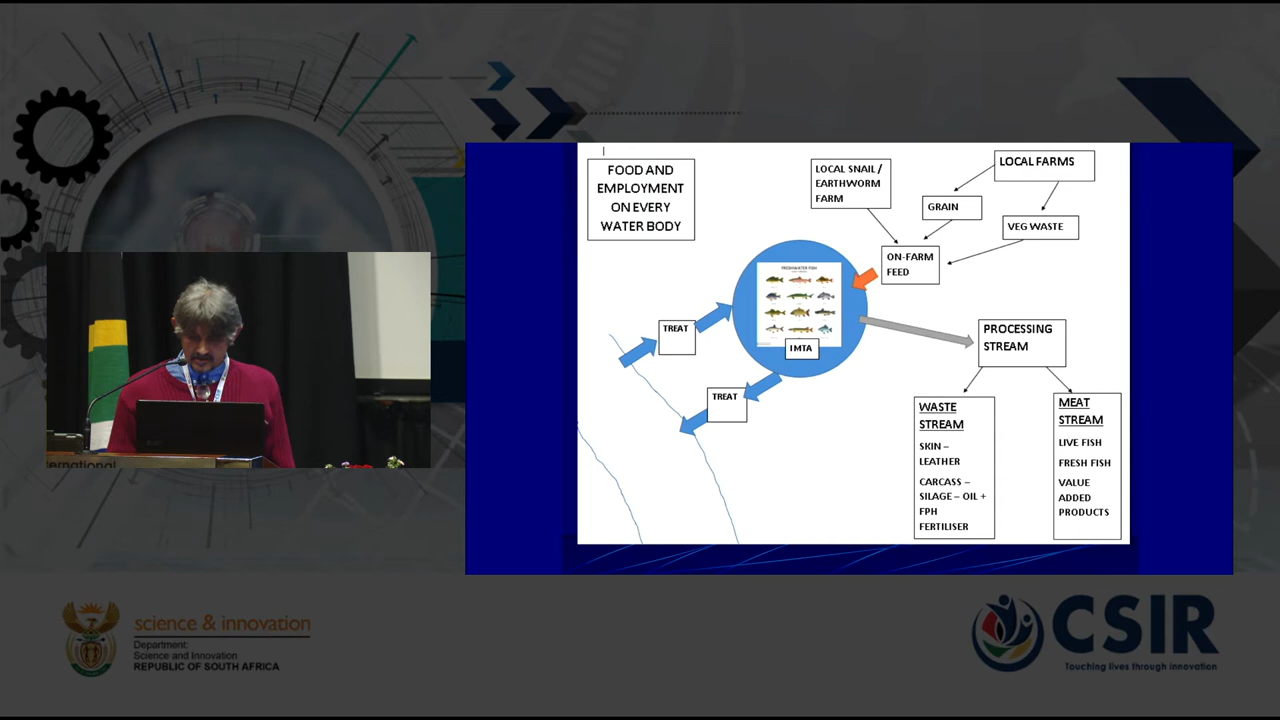 FOOD AND
EMPLOYMENT
ON EVERY
WATER BODY
LOCAL SNAIL /
EARTHWORM
FARM
LOCAL FARMS
GRAIN
VEG WASTE
ON-FARM
FEED
FRESHWATER FISH
IMTA
TREAT
TREAT
PROCESSING
STREAM
WASTE
STREAM
SKIN –
LEATHER
CARCASS –
SILAGE – OIL +
FPH
FERTILISER
MEAT
STREAM
LIVE FISH
FRESH FISH
VALUE
ADDED
PRODUCTS
ternational
science & innovation
Department:
Science and Innovation
REPUBLIC OF SOUTH AFRICA
CSIR
Touching lives through innovation